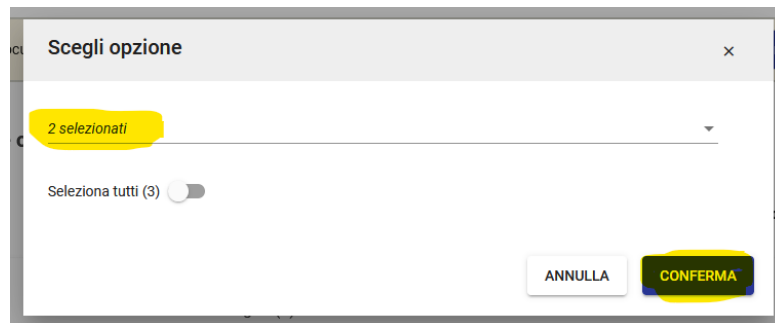 Scegli opzione ×
2 selezionati
Seleziona tutti (3)
ANNULLA CONFERMA